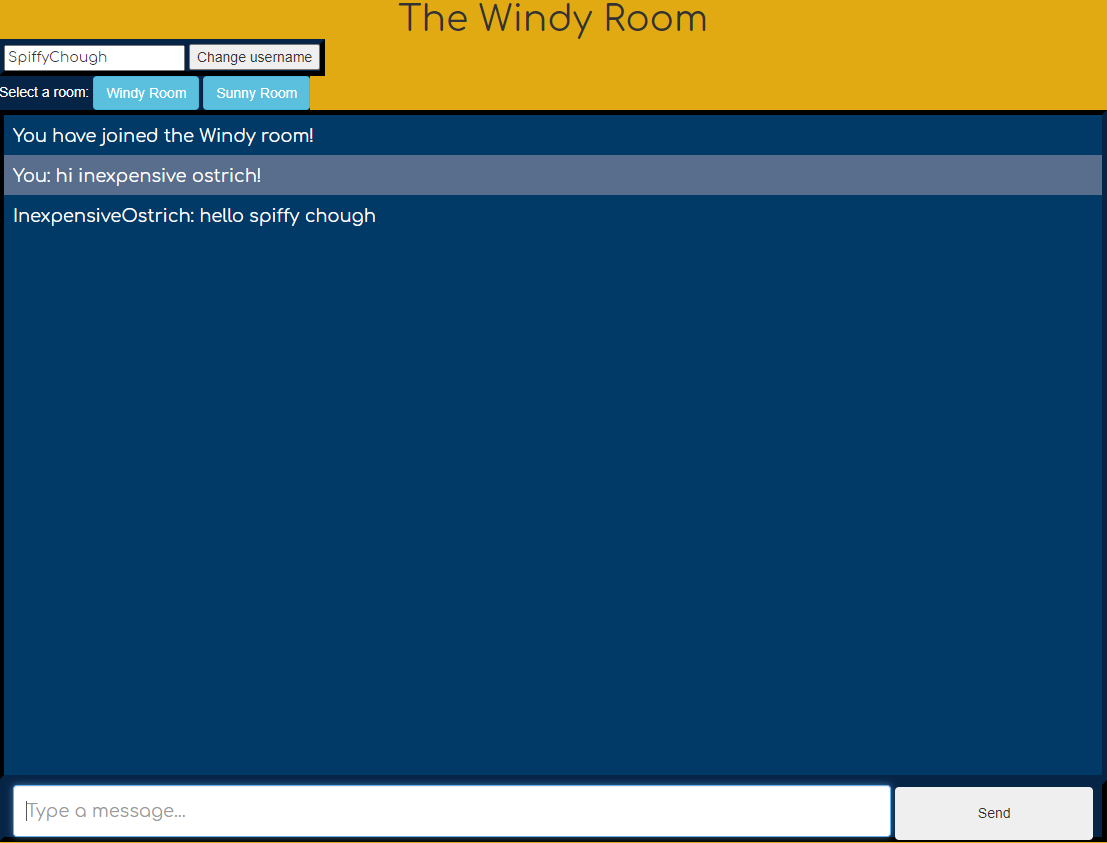 The Windy Room
SpiffyChough Change username
Select a room: Windy Room Sunny Room
You have joined the Windy room!
You: hi inexpensive ostrich!
InexpensiveOstrich: hello spiffy chough
Type a message... Send